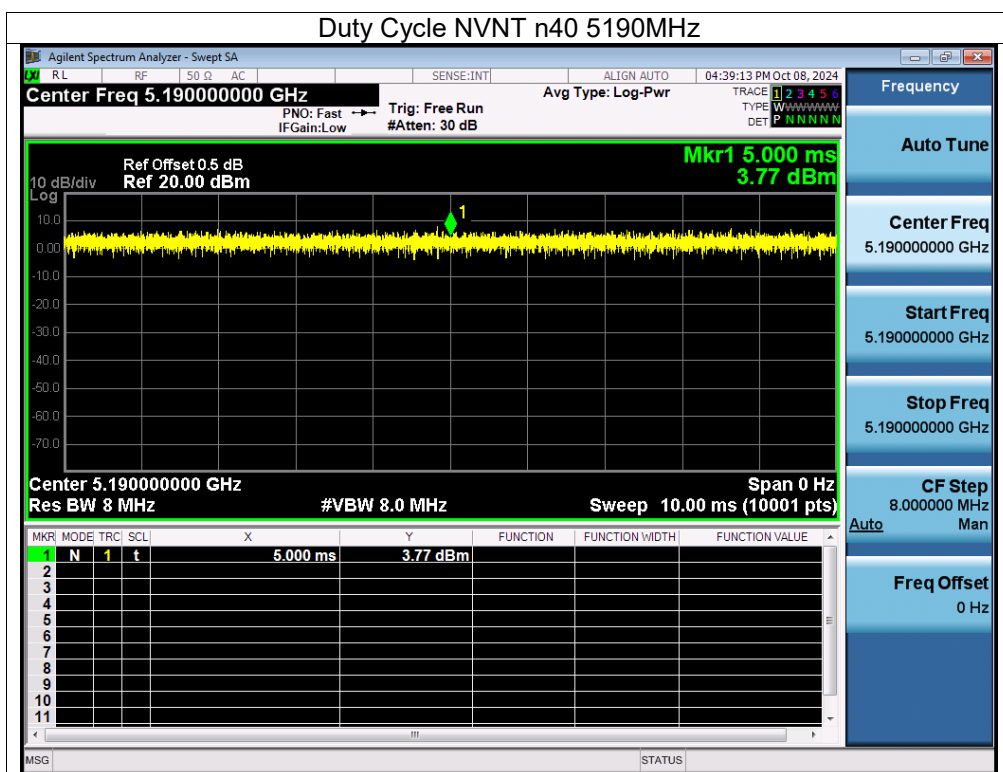 Duty Cycle NVNT n40 5190MHz
Agilent Spectrum Analyzer - Swept SA
LXI RL RF 50 Ω AC SENSE:INT ALIGN AUTO 04:39:13 PM Oct 08, 2024
Center Freq 5.190000000 GHz
PNO: Fast
IFGain:Low
Trig: Free Run
#Atten: 30 dB
Avg Type: Log-Pwr
TRACE 1 2 3 4 5 6
TYPE WWWWWW
DET P N N N N N
Ref Offset 0.5 dB
10 dB/div Ref 20.00 dBm
Log
Mkr1 5.000 ms
3.77 dBm
1
10.0
0.00
-10.0
-20.0
-30.0
-40.0
-50.0
-60.0
-70.0
Center 5.190000000 GHz Span 0 Hz
Res BW 8 MHz #VBW 8.0 MHz Sweep 10.00 ms (10001 pts)
MKR MODE TRC SCL X Y FUNCTION FUNCTION WIDTH FUNCTION VALUE
1 N 1 t 5.000 ms 3.77 dBm
2
3
4
5
6
7
8
9
10
11
MSG STATUS
Frequency
Auto Tune
Center Freq
5.190000000 GHz
Start Freq
5.190000000 GHz
Stop Freq
5.190000000 GHz
CF Step
8.000000 MHz
Auto Man
Freq Offset
0 Hz